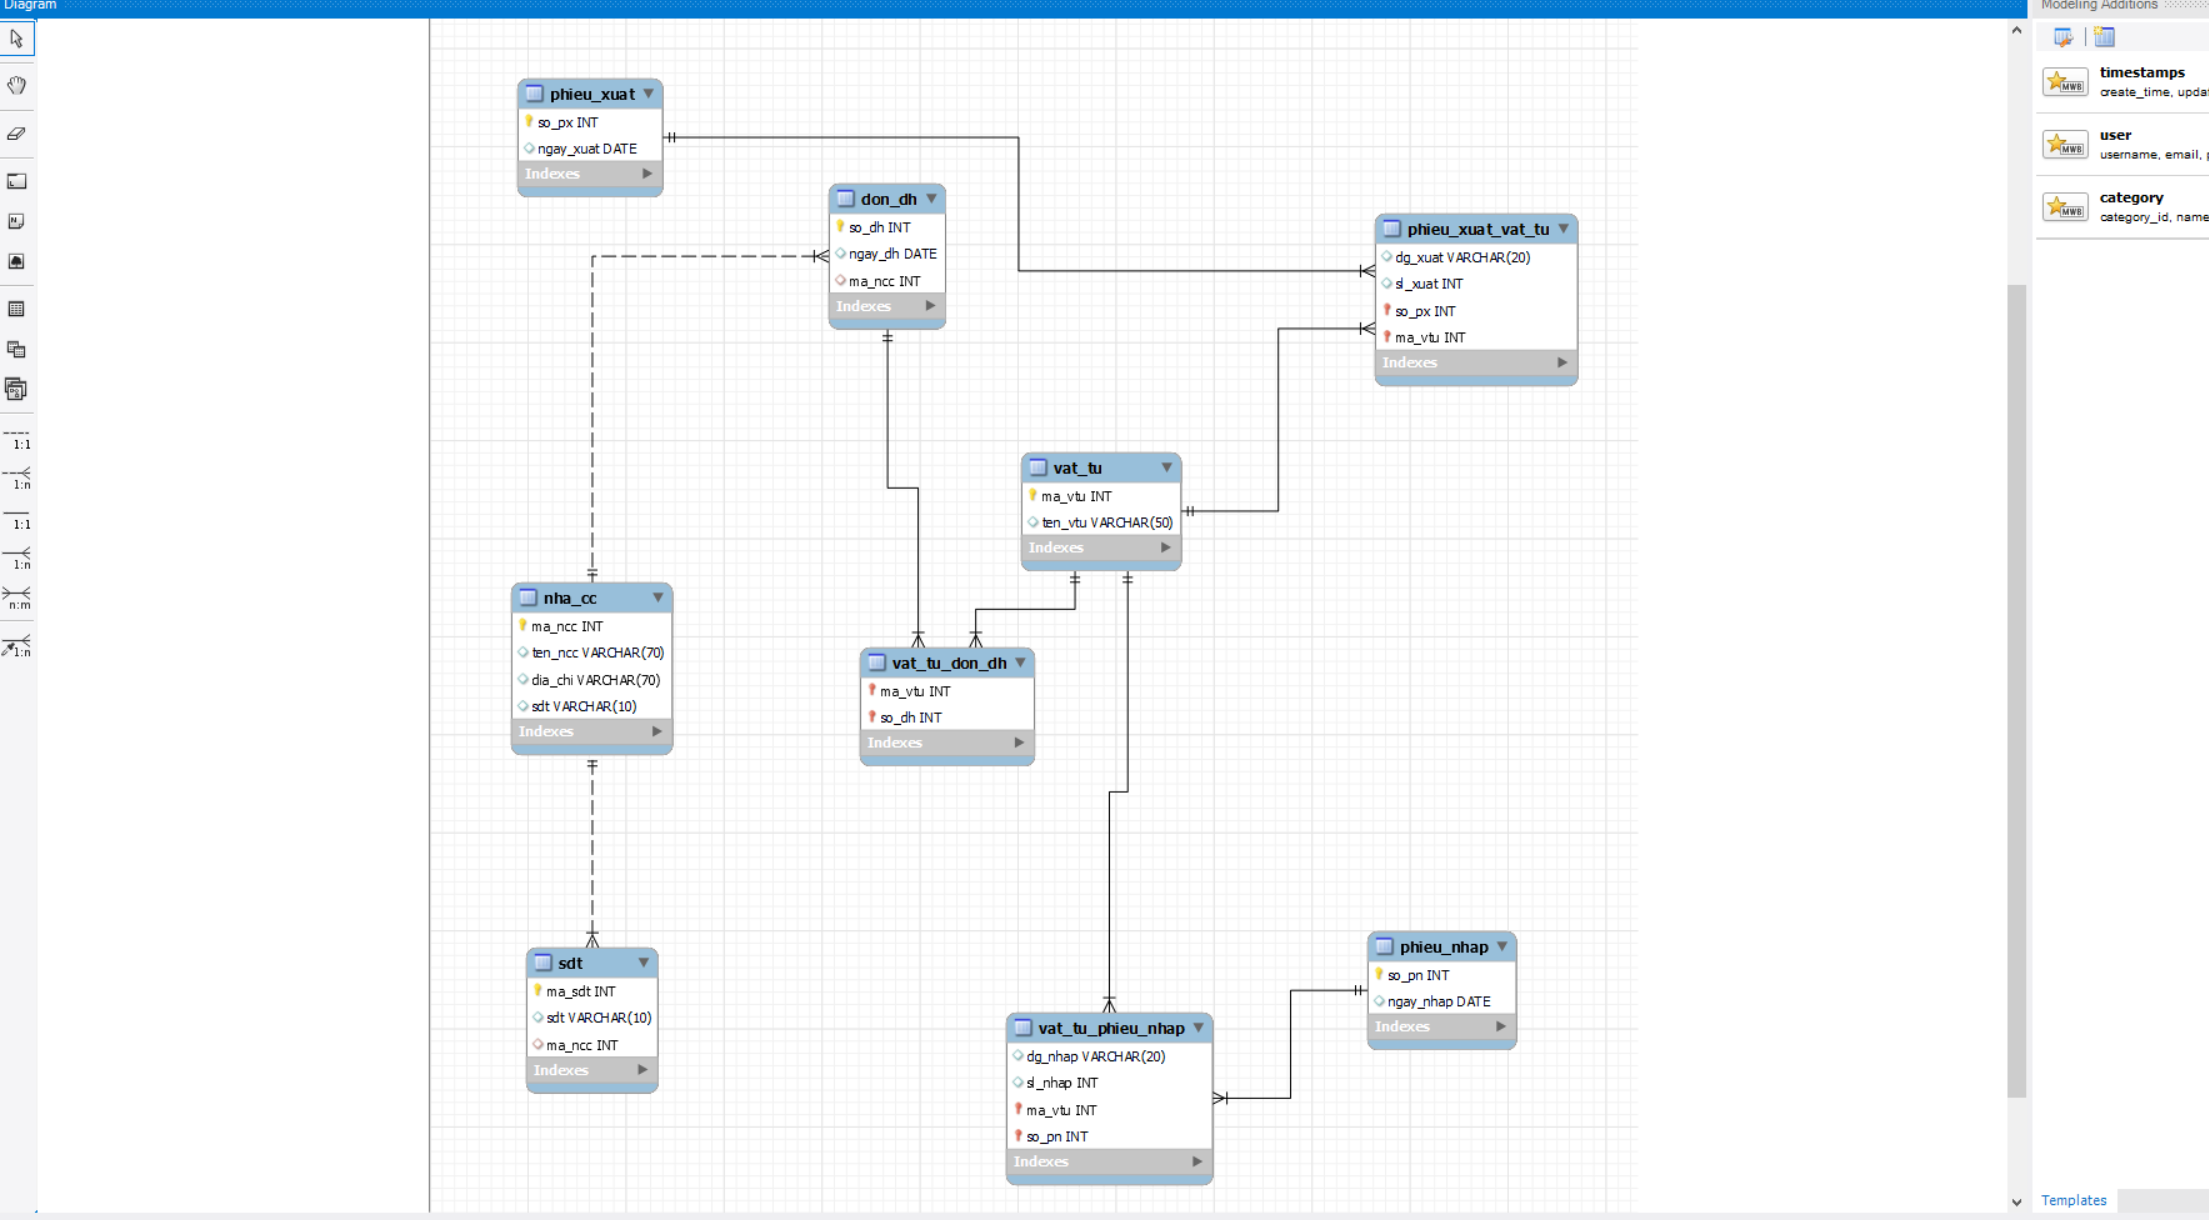 Diagram
Modeling Additions
phieu_xuat
so_px INT
ngay_xuat DATE
Indexes
don_dh
so_dh INT
ngay_dh DATE
ma_ncc INT
Indexes
phieu_xuat_vat_tu
dg_xuat VARCHAR(20)
sl_xuat INT
so_px INT
ma_vtu INT
Indexes
vat_tu
ma_vtu INT
ten_vtu VARCHAR(50)
Indexes
nha_cc
ma_ncc INT
ten_ncc VARCHAR(70)
dia_chi VARCHAR(70)
sdt VARCHAR(10)
Indexes
vat_tu_don_dh
ma_vtu INT
so_dh INT
Indexes
sdt
ma_sdt INT
sdt VARCHAR(10)
ma_ncc INT
Indexes
vat_tu_phieu_nhap
dg_nhap VARCHAR(20)
sl_nhap INT
ma_vtu INT
so_pn INT
Indexes
phieu_nhap
so_pn INT
ngay_nhap DATE
Indexes
1:1
1:n
1:1
1:n
n:m
1:n
MWB
timestamps
create_time, updat
MWB
user
username, email, p
MWB
category
category_id, name
Templates